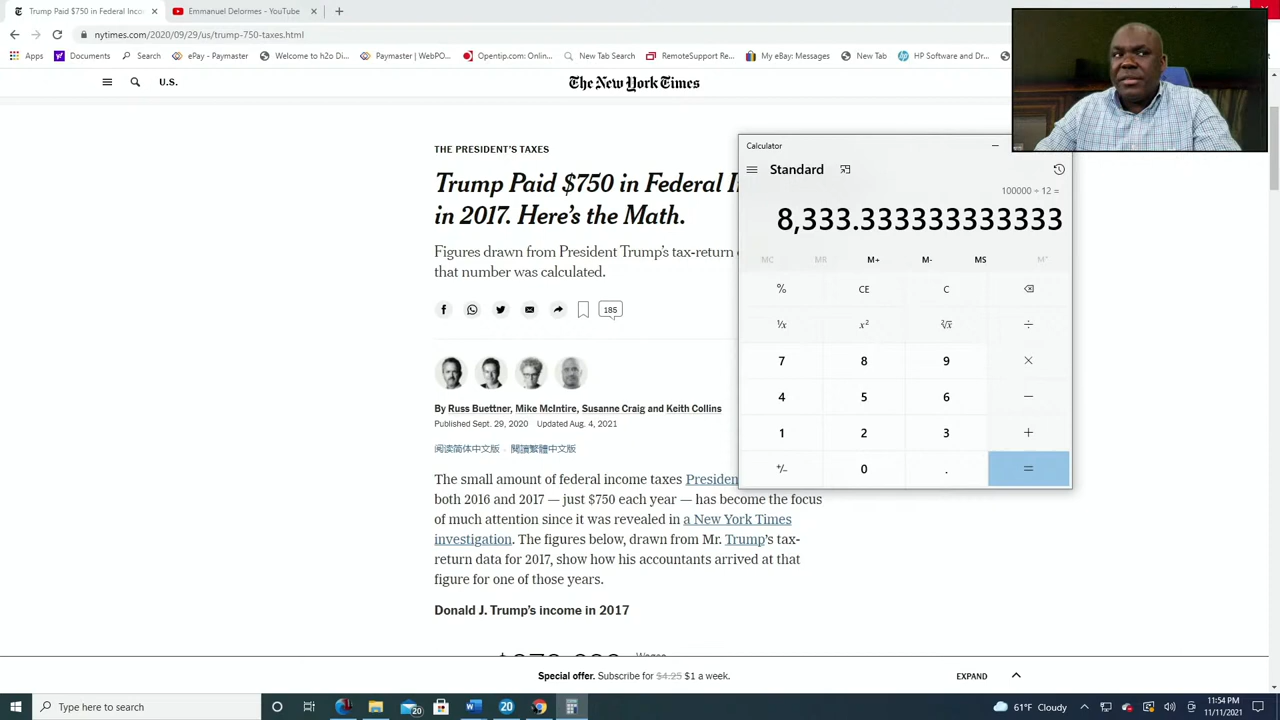 Trump Paid $750 in Federal Inco
Emmanuel Delormes - YouTube
nytimes.com/2020/09/29/us/trump-750-taxes.html
Apps
Documents
Search
ePay - Paymaster
Welcome to h2o Di...
Paymaster | WebPO...
Opentip.com: Onlin...
New Tab Search
RemoteSupport Re...
My eBay: Messages
New Tab
HP Software and Dr...
U.S.
The New York Times
THE PRESIDENT'S TAXES
Trump Paid $750 in Federal I
in 2017. Here's the Math.
Figures drawn from President Trump's tax-return
that number was calculated.
185
By Russ Buettner, Mike McIntire, Susanne Craig and Keith Collins
Published Sept. 29, 2020 Updated Aug. 4, 2021
阅读简体中文版 · 閱讀繁體中文版
The small amount of federal income taxes Presiden
both 2016 and 2017 — just $750 each year — has become the focus
of much attention since it was revealed in a New York Times
investigation. The figures below, drawn from Mr. Trump's tax-
return data for 2017, show how his accountants arrived at that
figure for one of those years.
Donald J. Trump's income in 2017
Calculator
Standard
100000 ÷ 12 =
8,333.333333333333
MC MR M+ M- MS M˅
% CE C
¹/x x² ²√x ÷
7 8 9 ×
4 5 6 −
1 2 3 +
+/− 0 . =
Special offer. Subscribe for $4.25 $1 a week.
EXPAND
Type here to search
20
20
61°F Cloudy
11:54 PM
11/11/2021